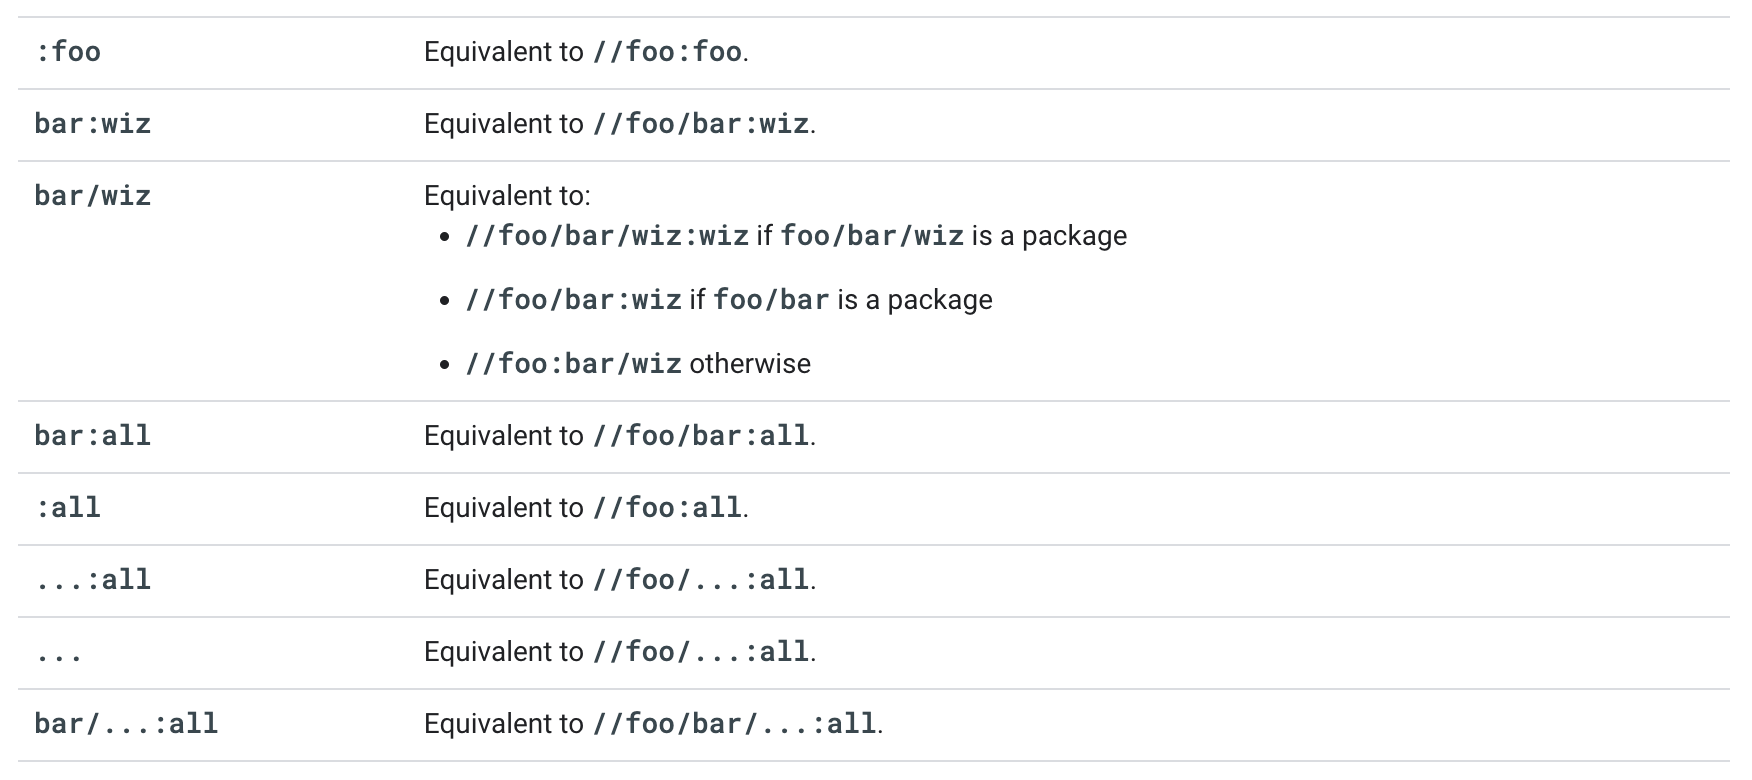 :foo Equivalent to //foo:foo.
bar:wiz Equivalent to //foo/bar:wiz.
bar/wiz Equivalent to:
• //foo/bar/wiz:wiz if foo/bar/wiz is a package
• //foo/bar:wiz if foo/bar is a package
• //foo:bar/wiz otherwise
bar:all Equivalent to //foo/bar:all.
:all Equivalent to //foo:all.
...:all Equivalent to //foo/...:all.
... Equivalent to //foo/...:all.
bar/...:all Equivalent to //foo/bar/...:all.